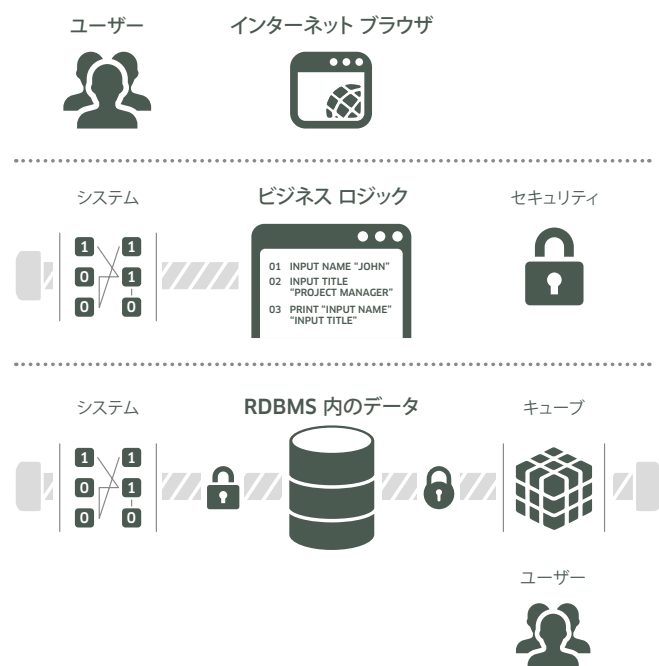 ユーザー
インターネット ブラウザ
システム
ビジネス ロジック
セキュリティ
1 1
0 1
0 0
01 INPUT NAME "JOHN"
02 INPUT TITLE
"PROJECT MANAGER"
03 PRINT "INPUT NAME"
"INPUT TITLE"
システム
RDBMS 内のデータ
キューブ
1 1
0 1
0 0
ユーザー